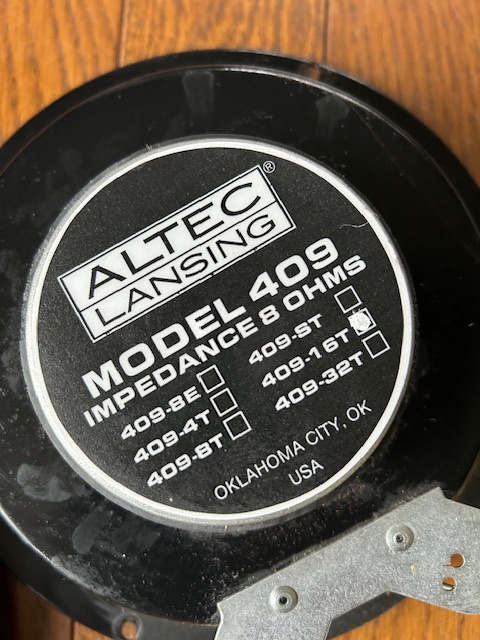 ALTEC
LANSING
®
MODEL 409
IMPEDANCE 8 OHMS
409-8E
409-4T
409-8T
409-ST
409-16T
409-32T
OKLAHOMA CITY, OK
USA